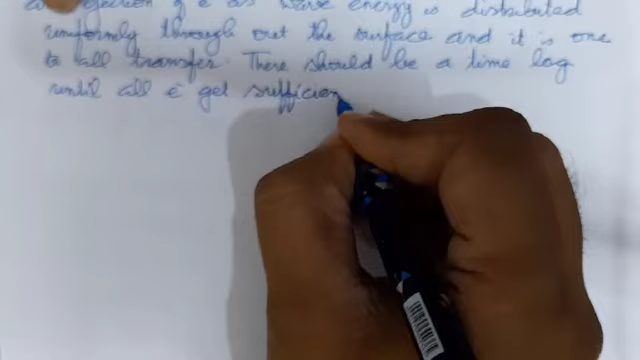 ejection of e as wave energy is distributed
uniformly through out the surface and it is one
to all transfer. There should be a time lag
until all e⁻ get sufficien